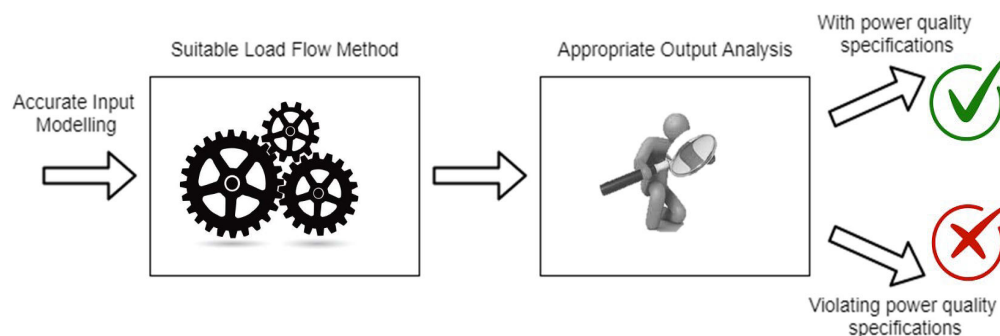 Accurate Input
Modelling
Suitable Load Flow Method
Appropriate Output Analysis
With power quality
specifications
Violating power quality
specifications